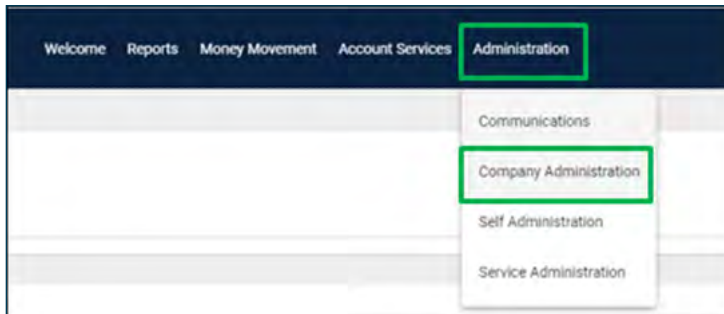 Welcome Reports Money Movement Account Services Administration
Communications
Company Administration
Self Administration
Service Administration